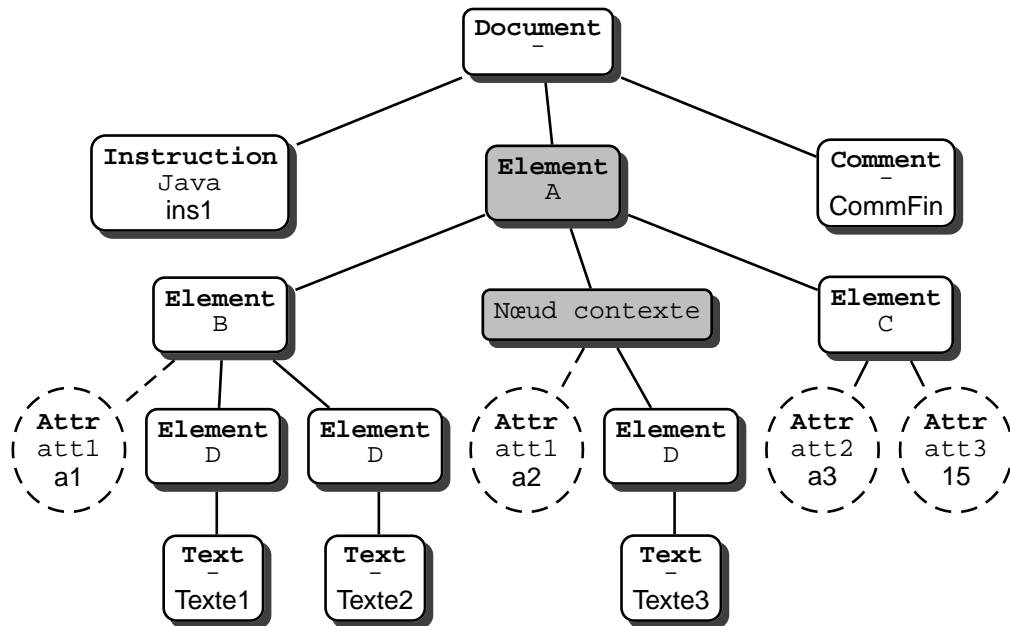 Document
-
Instruction
Java
ins1
Element
A
Comment
-
CommFin
Element
B
Nœud contexte
Element
C
Attr
att1
a1
Element
D
Element
D
Attr
att1
a2
Element
D
Attr
att2
a3
Attr
att3
15
Text
-
Texte1
Text
-
Texte2
Text
-
Texte3